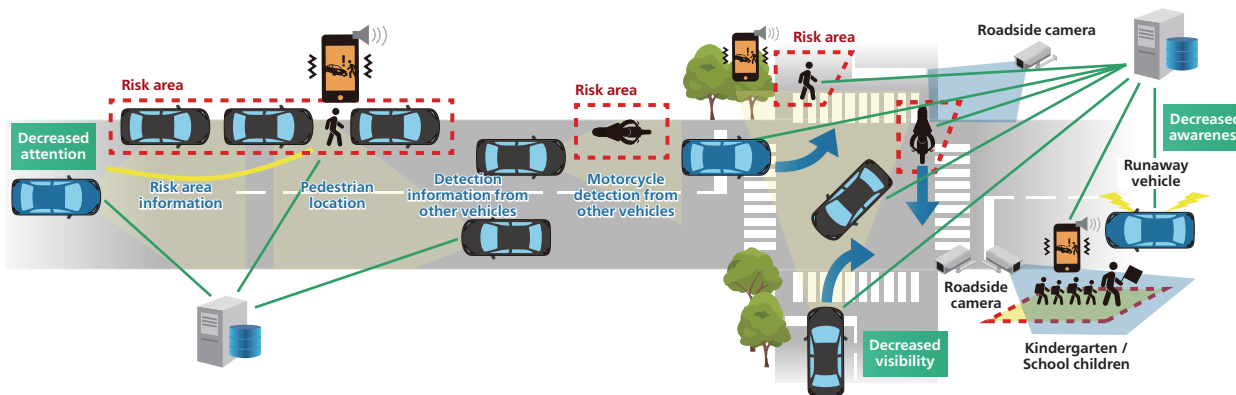 Risk area
Decreased
attention
Risk area
information
Pedestrian
location
Detection
information from
other vehicles
Risk area
Motorcycle
detection from
other vehicles
Risk area
Roadside camera
Decreased
awareness
Runaway
vehicle
Roadside
camera
Decreased
visibility
Kindergarten /
School children